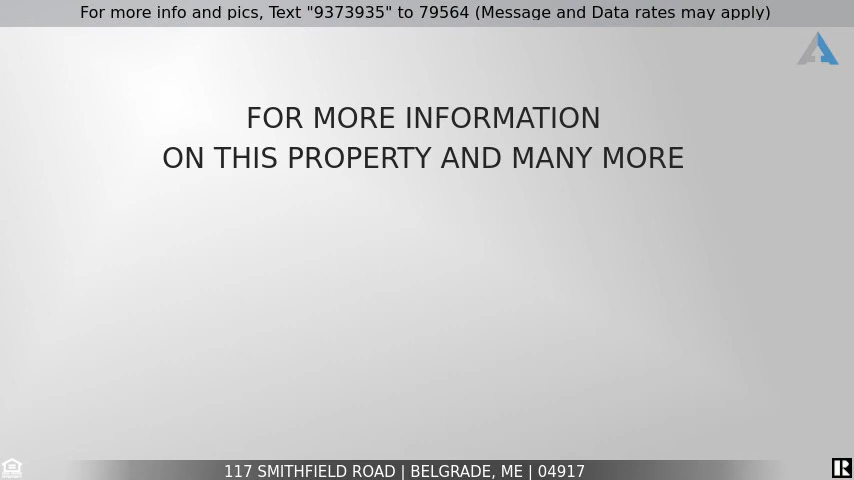 For more info and pics, Text "9373935" to 79564 (Message and Data rates may apply)
FOR MORE INFORMATION
ON THIS PROPERTY AND MANY MORE
117 SMITHFIELD ROAD | BELGRADE, ME | 04917